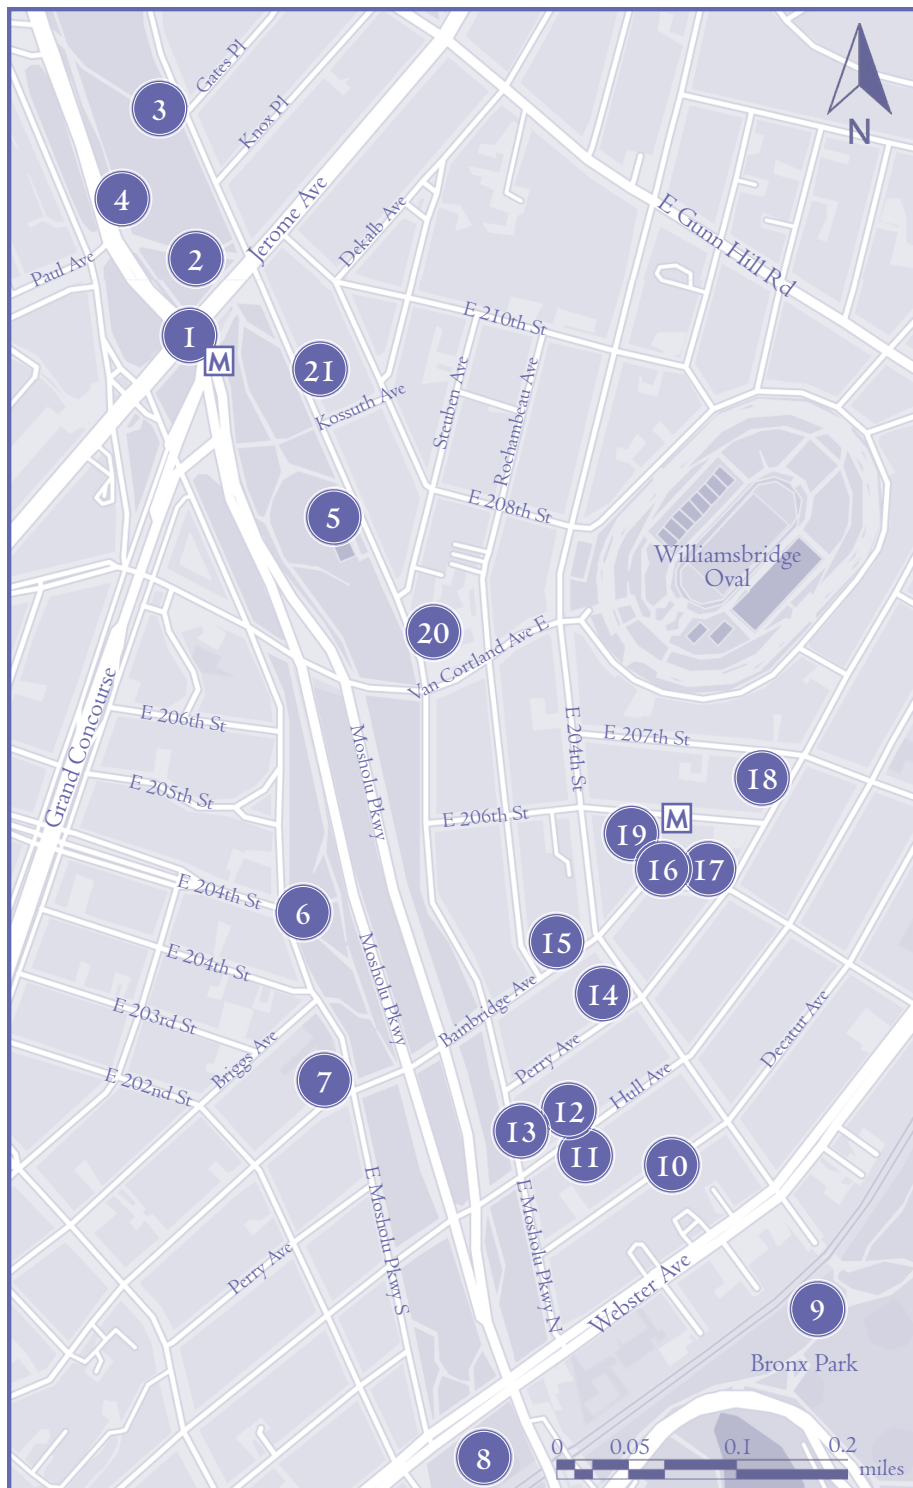 Gates Pl
3
Knox Pl
N
4
Jerome Ave
Dekalb Ave
E Gunn Hill Rd
Paul Ave
2
E 210th St
1
M
21
Kossuth Ave
Steuben Ave
Rochambeau Ave
5
E 208th St
Williamsbridge
Oval
20
Van Cortland Ave E
Grand Concourse
E 206th St
Mosholu Pkwy
E 204th St
E 207th St
18
E 205th St
E 206th St
M
19
16
17
E 204th St
6
15
E 204th St
Mosholu Pkwy
Bainbridge Ave
14
E 203rd St
Briggs Ave
Perry Ave
Decatur Ave
E 202nd St
7
Hull Ave
12
13
11
10
E Mosholu Pkwy S
E Mosholu Pkwy N
Perry Ave
Webster Ave
9
Bronx Park
8
0 0.05 0.1 0.2
miles